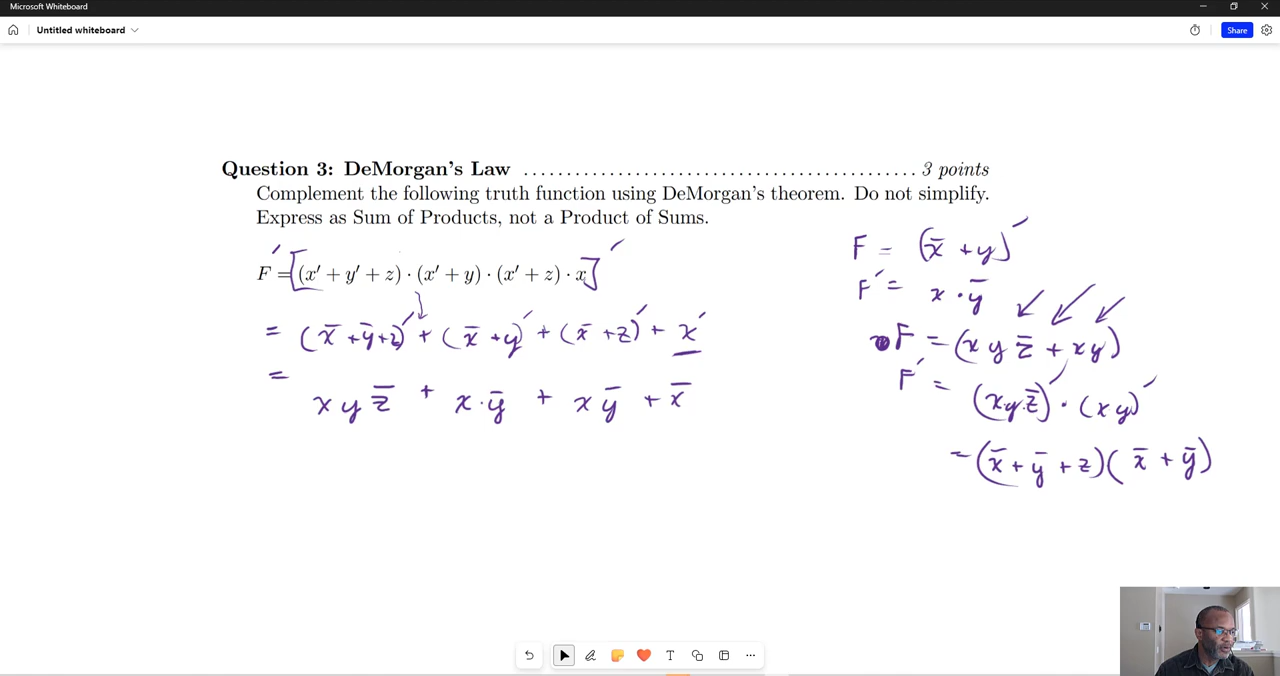 Microsoft Whiteboard
Untitled whiteboard
Share
Question 3: DeMorgan's Law ................................................ 3 points
Complement the following truth function using DeMorgan's theorem. Do not simplify.
Express as Sum of Products, not a Product of Sums.
F′ = [(x′ + y′ + z) · (x′ + y) · (x′ + z) · x]′
= (x̅ + y̅ + z)′ + (x̅ + y)′ + (x̅ + z)′ + x′
= x y z̅ + x · y̅ + x y̅ + x̅
F = (x̅ + y)′
F′ = x · y̅
F = (x y z̅ + x y)
F′ = (x y z̅)′ · (x y)′
= (x̅ + y̅ + z)(x̅ + y̅)
T